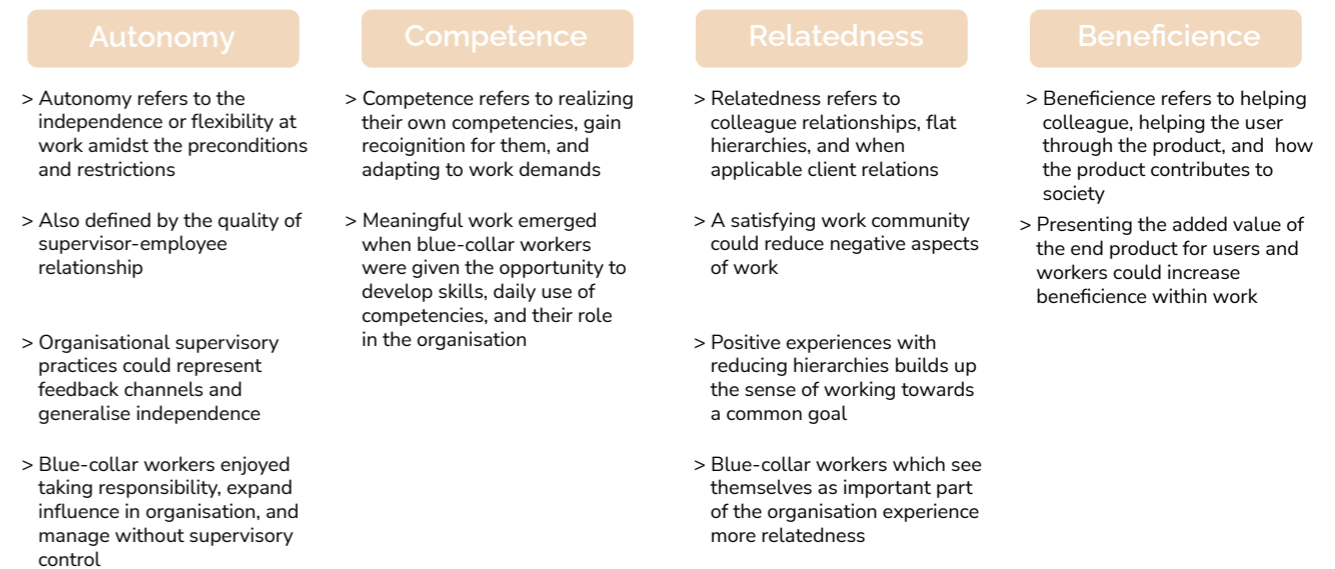 Autonomy
> Autonomy refers to the
independence or flexibility at
work amidst the preconditions
and restrictions
> Also defined by the quality of
supervisor-employee
relationship
> Organisational supervisory
practices could represent
feedback channels and
generalise independence
> Blue-collar workers enjoyed
taking responsibility, expand
influence in organisation, and
manage without supervisory
control
Competence
> Competence refers to realizing
their own competencies, gain
recoignition for them, and
adapting to work demands
> Meaningful work emerged
when blue-collar workers
were given the opportunity to
develop skills, daily use of
competencies, and their role
in the organisation
Relatedness
> Relatedness refers to
colleague relationships, flat
hierarchies, and when
applicable client relations
> A satisfying work community
could reduce negative aspects
of work
> Positive experiences with
reducing hierarchies builds up
the sense of working towards
a common goal
> Blue-collar workers which see
themselves as important part
of the organisation experience
more relatedness
Beneficience
> Beneficience refers to helping
colleague, helping the user
through the product, and  how
the product contributes to
society
> Presenting the added value of
the end product for users and
workers could increase
beneficience within work